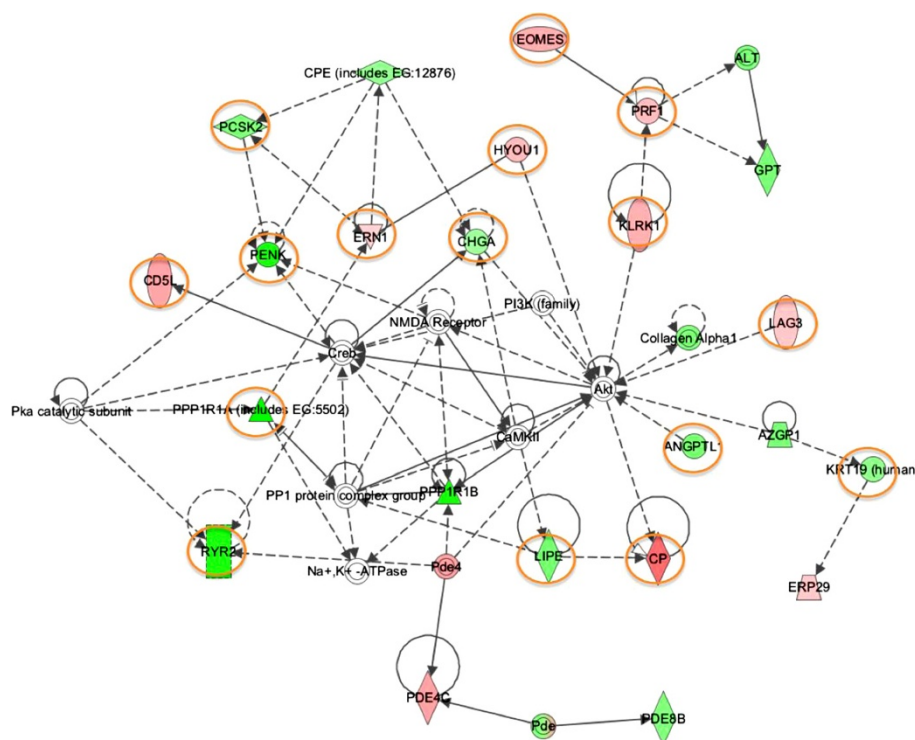 EOMES
ALT
CPE (includes EG:12876)
PRF1
PCSK2
HYOU1
GPT
KLRK1
ERN1
CHGA
PENK
CD5L
PI3K (family)
NMDA Receptor
LAG3
Collagen Alpha1
Creb
Akt
Pka catalytic subunit
PPP1R1A (includes EG:5502)
CaMKII
AZGP1
ANGPTL1
KRT19 (human
PP1 protein complex group
PPP1R1B
RYR2
LIPE
CP
Na+,K+ -ATPase
Pde4
ERP29
PDE4C
Pde
PDE8B